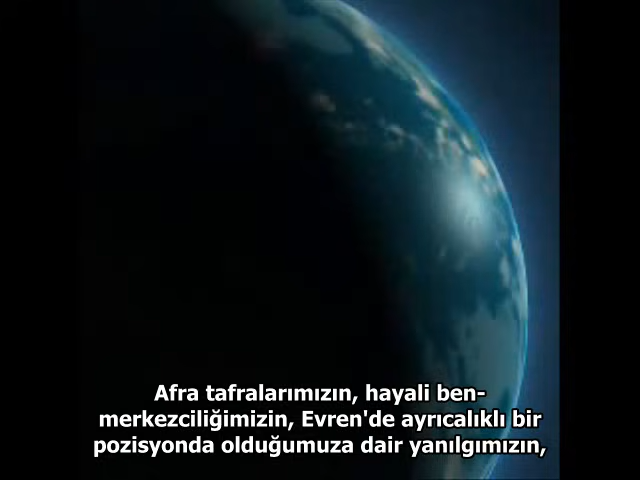 Afra tafralarımızın, hayali ben-
merkezciliğimizin, Evren'de ayrıcalıklı bir
pozisyonda olduğumuza dair yanılgımızın,